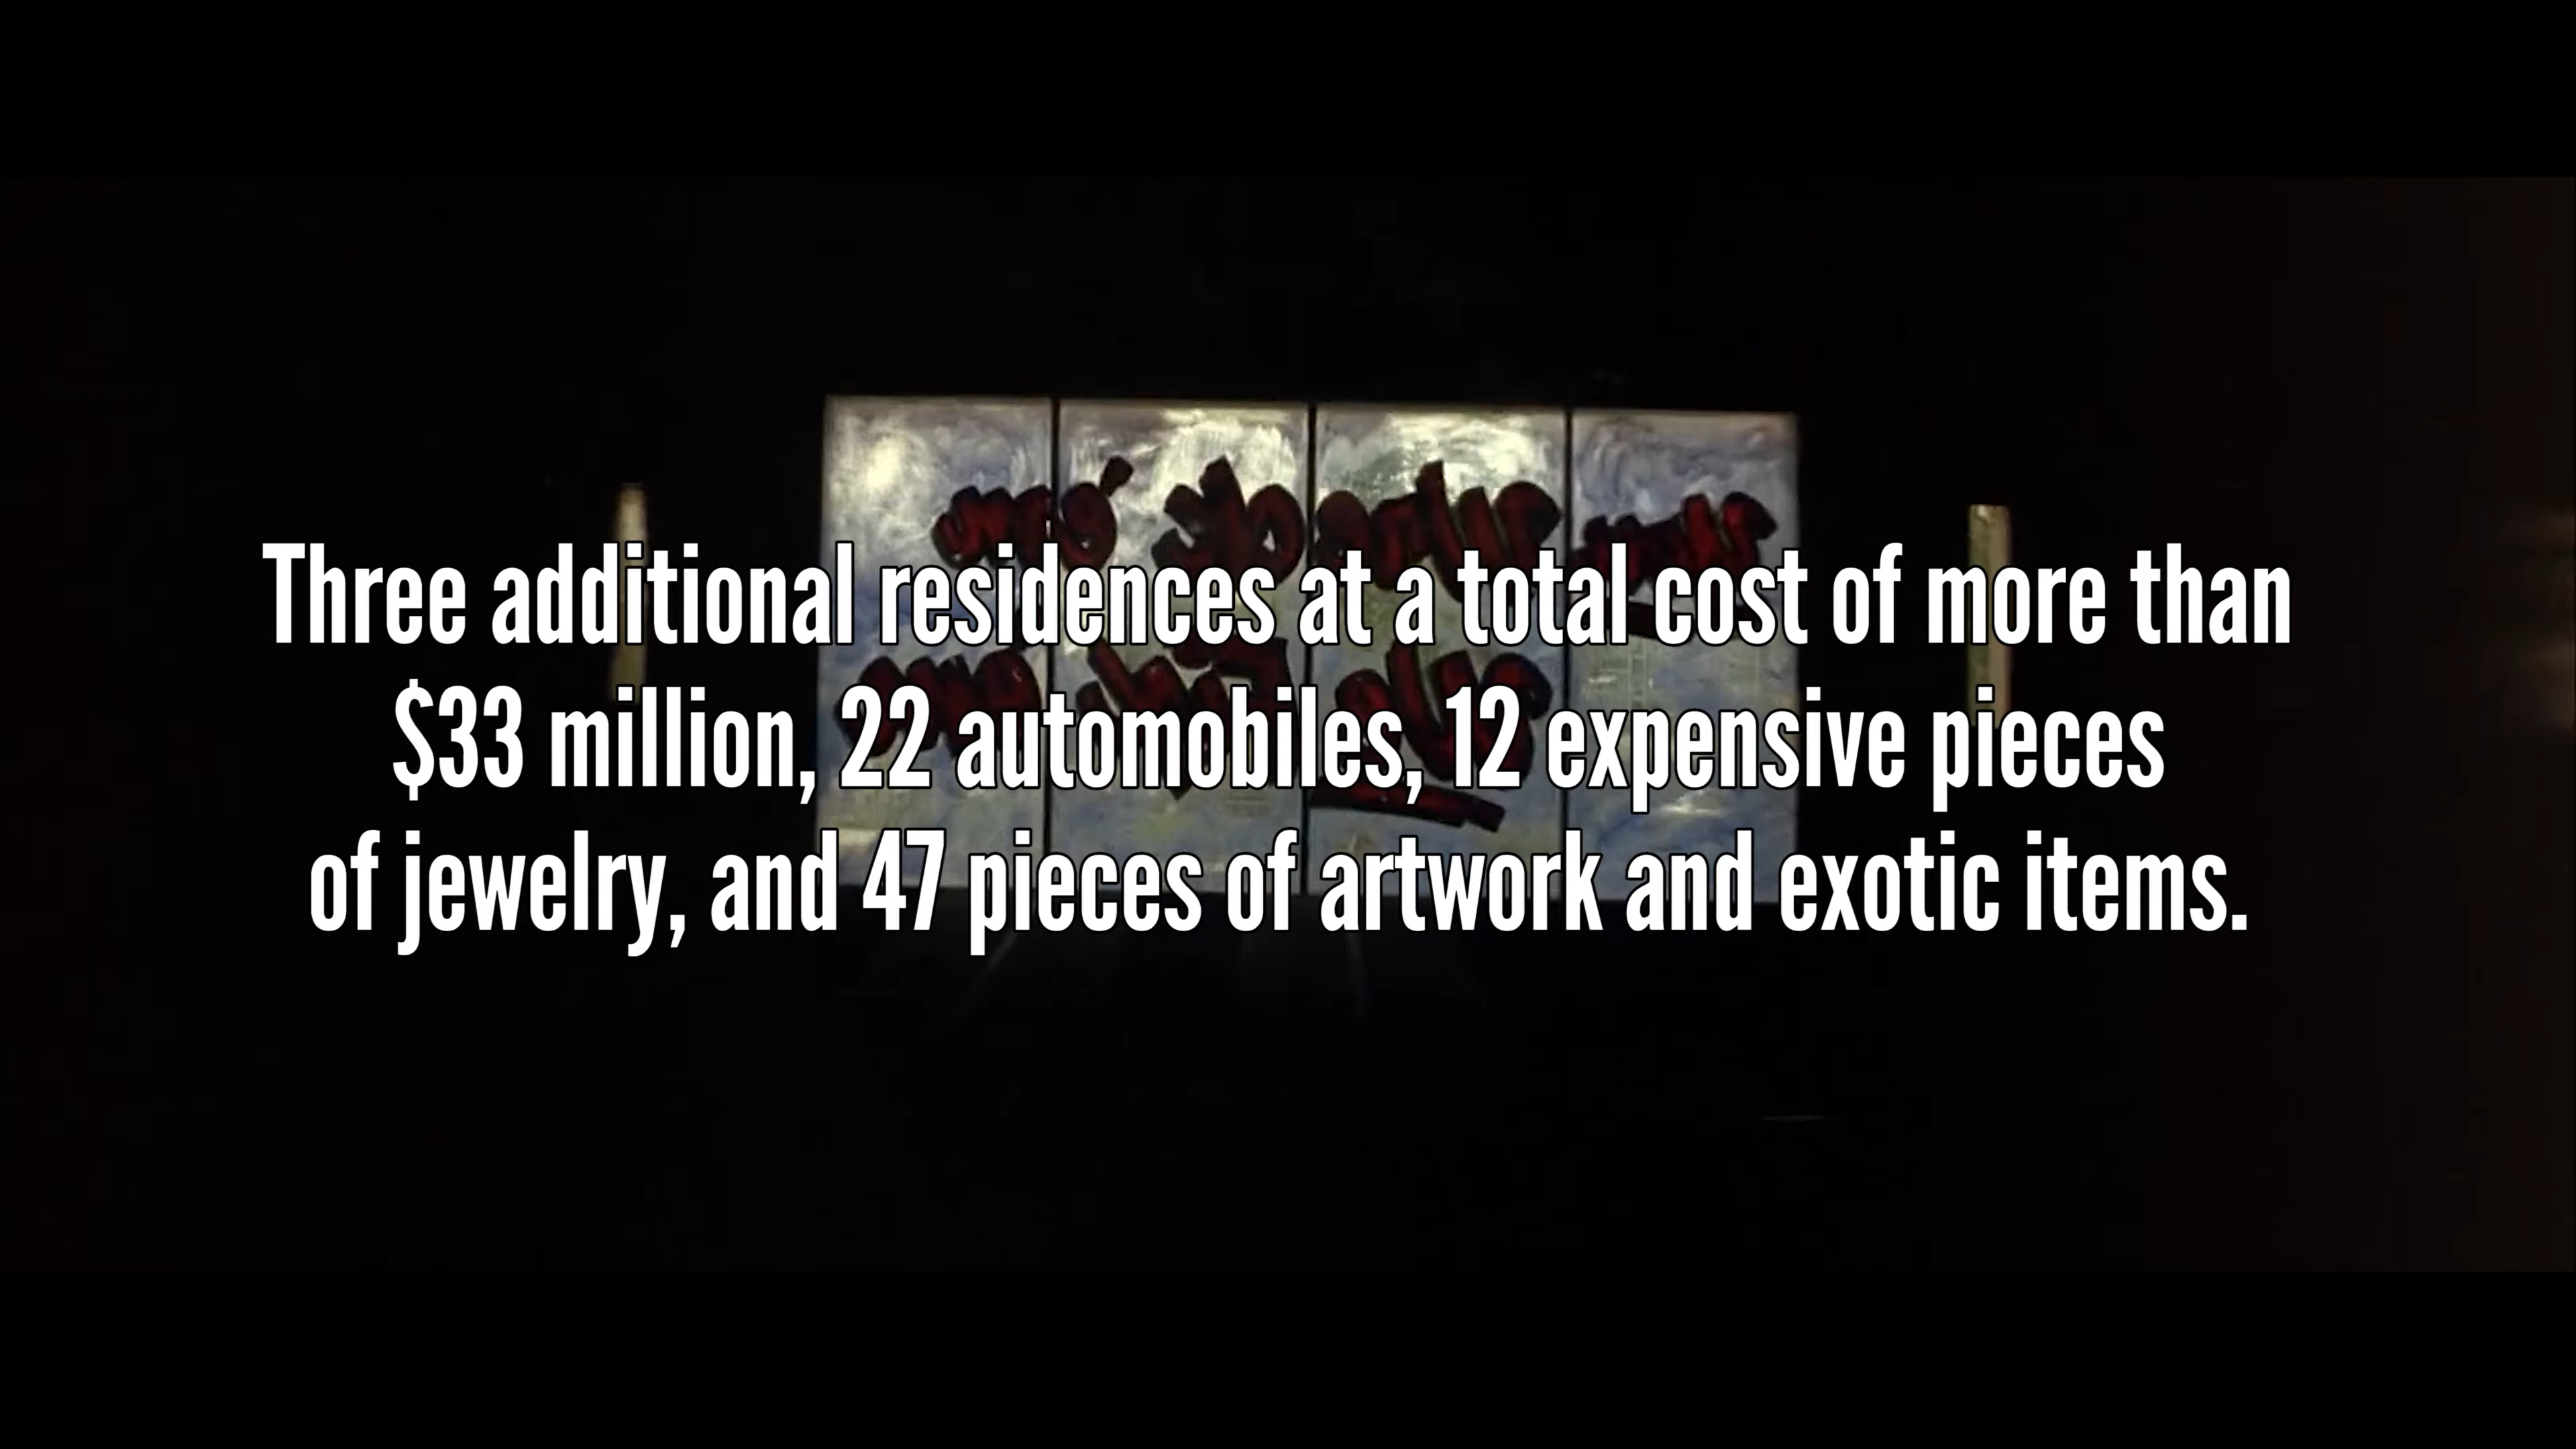 Three additional residences at a total cost of more than
$33 million, 22 automobiles, 12 expensive pieces
of jewelry, and 47 pieces of artwork and exotic items.